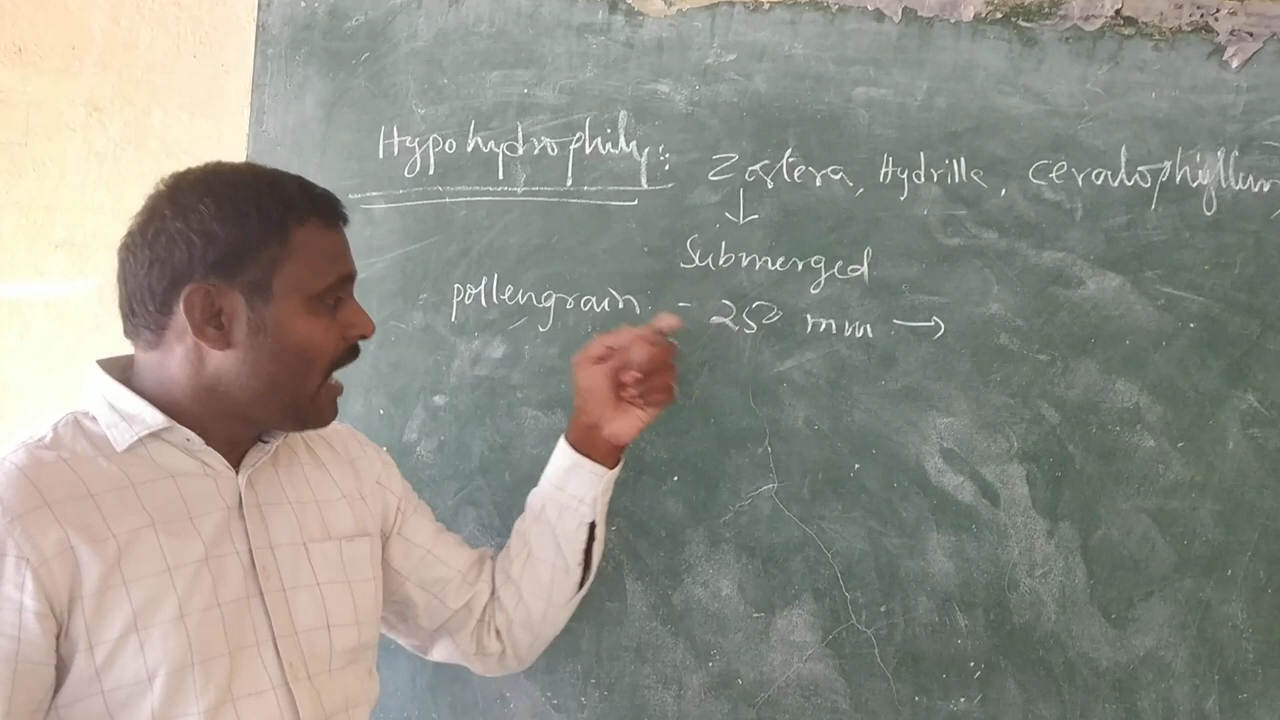 Hypohydrophily: Zostera, Hydrilla, ceratophyllum
↓
Submerged
pollengrain - 250 mm →